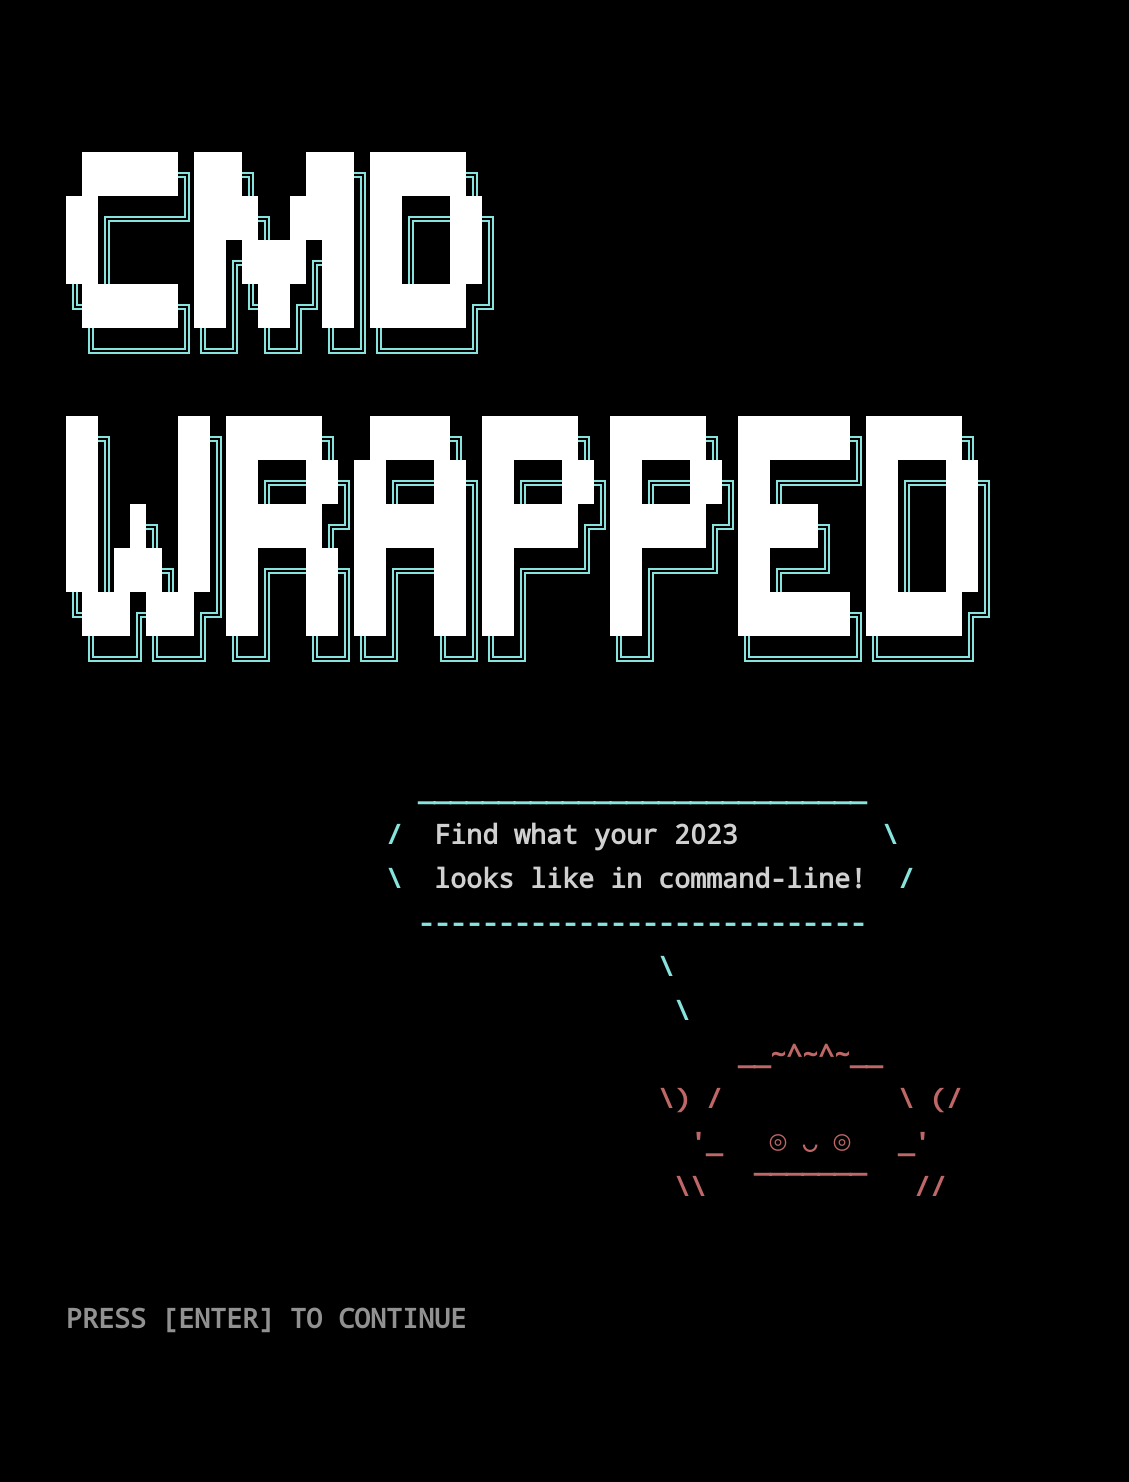 CMD
WRAPPED
Find what your 2023
looks like in command-line!
PRESS [ENTER] TO CONTINUE